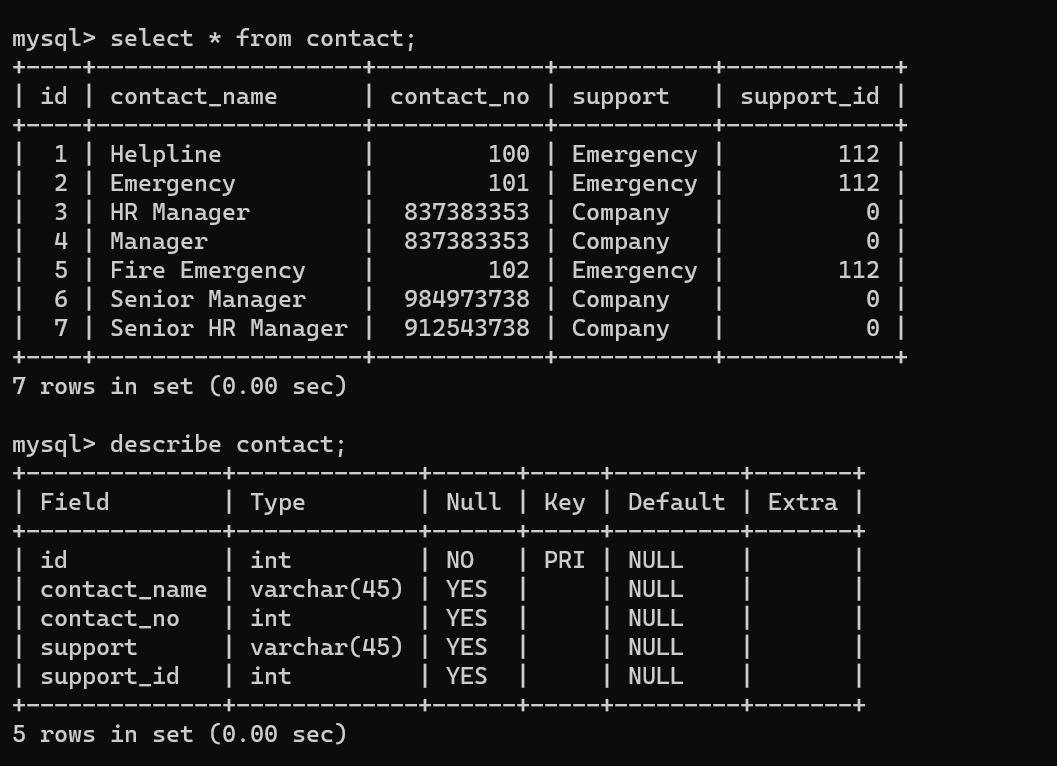 mysql> select * from contact;
+----+-------------------+------------+-----------+------------+
| id | contact_name      | contact_no | support   | support_id |
+----+-------------------+------------+-----------+------------+
|  1 | Helpline          |        100 | Emergency |        112 |
|  2 | Emergency         |        101 | Emergency |        112 |
|  3 | HR Manager        |  837383353 | Company   |          0 |
|  4 | Manager           |  837383353 | Company   |          0 |
|  5 | Fire Emergency    |        102 | Emergency |        112 |
|  6 | Senior Manager    |  984973738 | Company   |          0 |
|  7 | Senior HR Manager |  912543738 | Company   |          0 |
+----+-------------------+------------+-----------+------------+
7 rows in set (0.00 sec)
mysql> describe contact;
+--------------+-------------+------+-----+---------+-------+
| Field        | Type        | Null | Key | Default | Extra |
+--------------+-------------+------+-----+---------+-------+
| id           | int         | NO   | PRI | NULL    |       |
| contact_name | varchar(45) | YES  |     | NULL    |       |
| contact_no   | int         | YES  |     | NULL    |       |
| support      | varchar(45) | YES  |     | NULL    |       |
| support_id   | int         | YES  |     | NULL    |       |
+--------------+-------------+------+-----+---------+-------+
5 rows in set (0.00 sec)